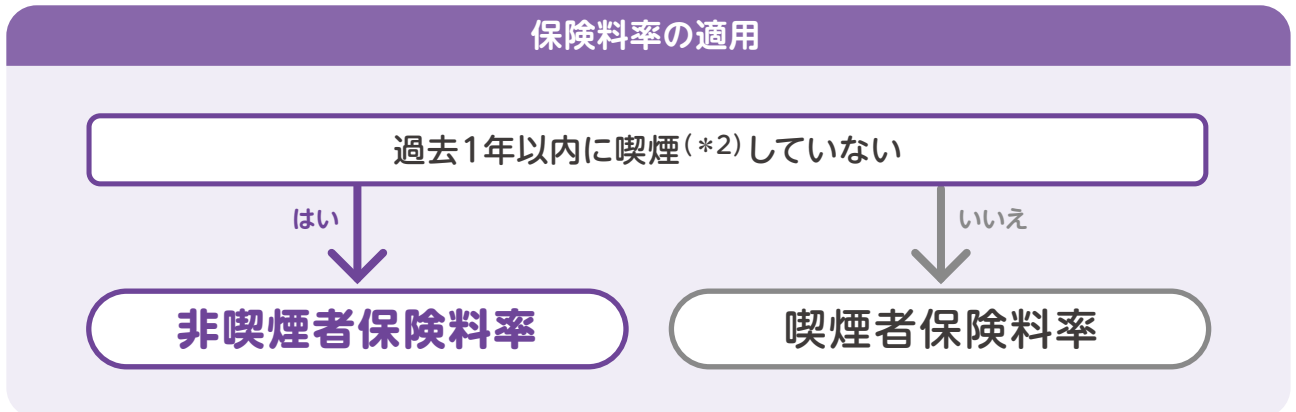 保険料率の適用
過去1年以内に喫煙(*2)していない
はい
いいえ
非喫煙者保険料率
喫煙者保険料率